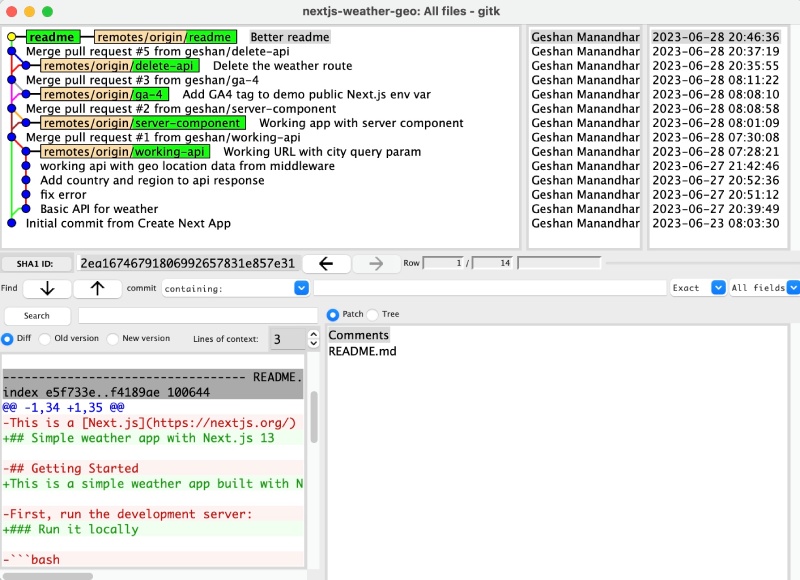 nextjs-weather-geo: All files - gitk
readme remotes/origin/readme Better readme Geshan Manandhar 2023-06-28 20:46:36
Merge pull request #5 from geshan/delete-api Geshan Manandhar 2023-06-28 20:37:19
remotes/origin/delete-api Delete the weather route Geshan Manandhar 2023-06-28 20:35:55
Merge pull request #3 from geshan/ga-4 Geshan Manandhar 2023-06-28 08:11:22
remotes/origin/ga-4 Add GA4 tag to demo public Next.js env var Geshan Manandhar 2023-06-28 08:08:10
Merge pull request #2 from geshan/server-component Geshan Manandhar 2023-06-28 08:08:58
remotes/origin/server-component Working app with server component Geshan Manandhar 2023-06-28 08:01:09
Merge pull request #1 from geshan/working-api Geshan Manandhar 2023-06-28 07:30:08
remotes/origin/working-api Working URL with city query param Geshan Manandhar 2023-06-28 07:28:21
working api with geo location data from middleware Geshan Manandhar 2023-06-27 21:42:46
Add country and region to api response Geshan Manandhar 2023-06-27 20:52:36
fix error Geshan Manandhar 2023-06-27 20:51:12
Basic API for weather Geshan Manandhar 2023-06-27 20:39:49
Initial commit from Create Next App Geshan Manandhar 2023-06-23 08:03:30
SHA1 ID: 2ea16746791806992657831e857e31 Row 1 / 14
Find commit containing: Exact All fields
Search Patch Tree
Diff Old version New version Lines of context: 3
Comments
README.md
------------------------------- README.
index e5f733e..f4189ae 100644
@@ -1,34 +1,35 @@
-This is a [Next.js](https://nextjs.org/)
+## Simple weather app with Next.js 13
-## Getting Started
+This is a simple weather app built with N
-First, run the development server:
+### Run it locally
-```bash